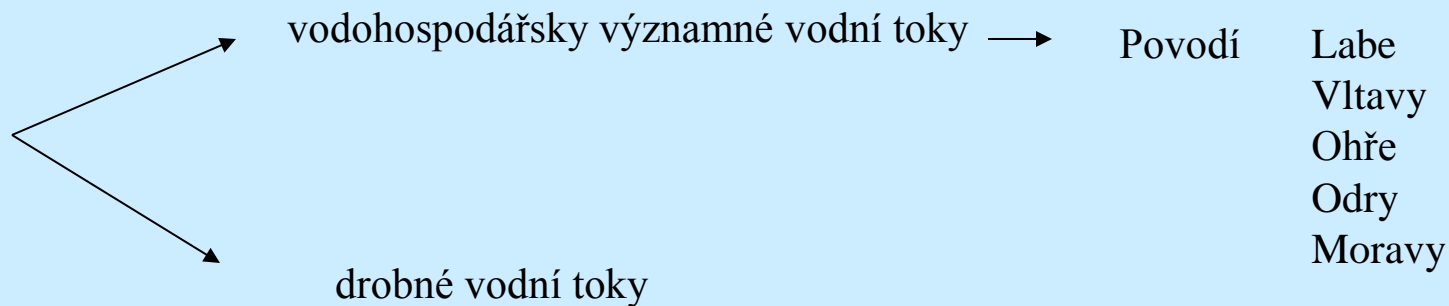 vodohospodářsky významné vodní toky
Povodí Labe
Vltavy
Ohře
Odry
Moravy
drobné vodní toky